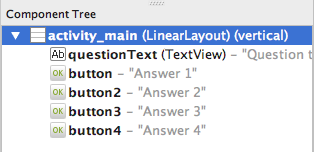 Component Tree
activity_main (LinearLayout) (vertical)
Ab questionText (TextView) – "Question t
OK button – "Answer 1"
OK button2 – "Answer 2"
OK button3 – "Answer 3"
OK button4 – "Answer 4"